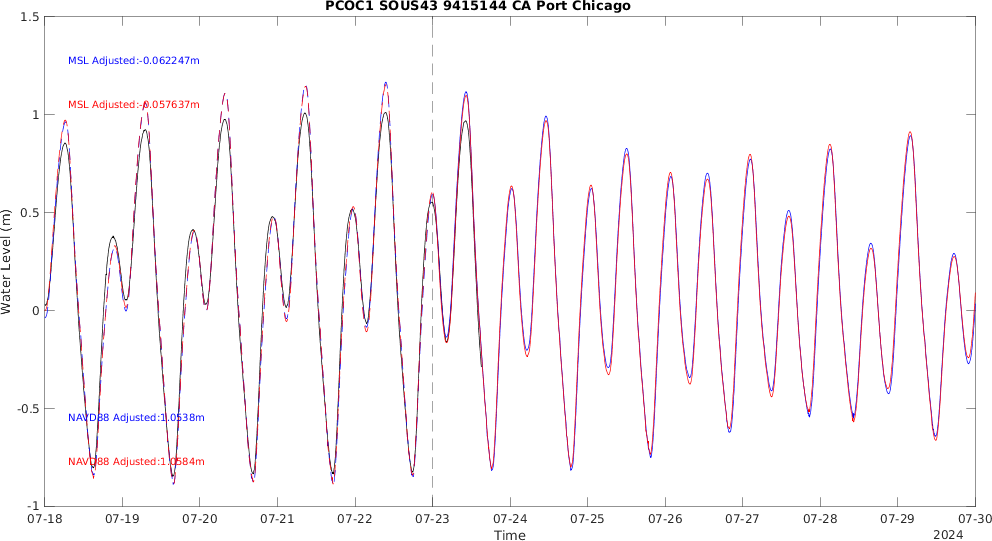 PCOC1 SOUS43 9415144 CA Port Chicago
1.5
MSL Adjusted:-0.062247m
MSL Adjusted:-0.057637m
1
0.5
Water Level (m)
0
-0.5
NAVD88 Adjusted:1.0538m
NAVD88 Adjusted:1.0584m
-1
07-18 07-19 07-20 07-21 07-22 07-23 07-24 07-25 07-26 07-27 07-28 07-29 07-30
Time
2024